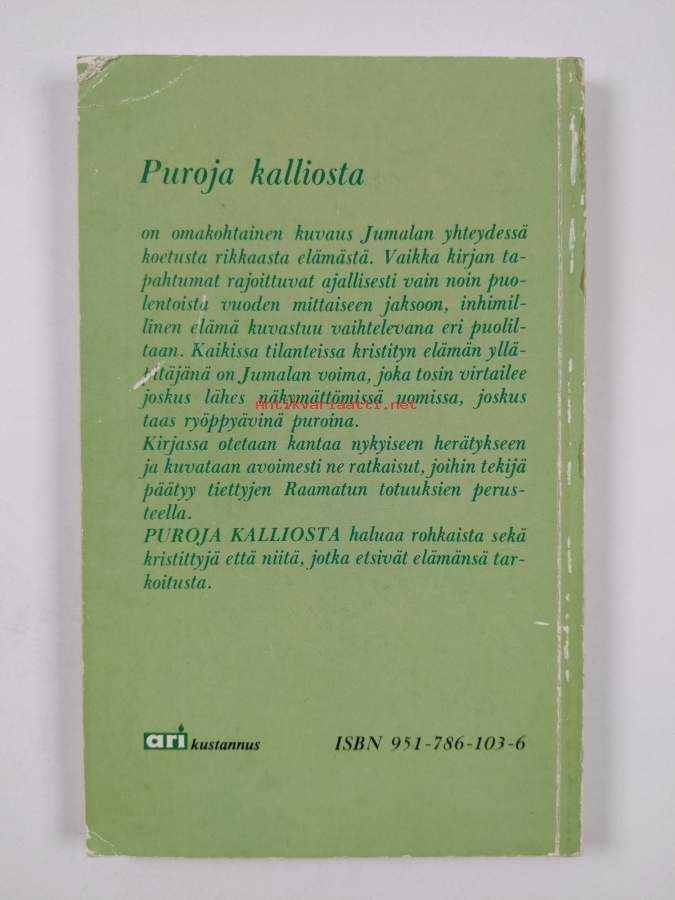 Puroja kalliosta
on omakohtainen kuvaus Jumalan yhteydessä
koetusta rikkaasta elämästä. Vaikka kirjan ta-
pahtumat rajoittuvat ajallisesti vain noin puo-
lentoista vuoden mittaiseen jaksoon, inhimil-
linen elämä kuvastuu vaihtelevana eri puolil-
taan. Kaikissa tilanteissa kristityn elämän yllä-
pitäjänä on Jumalan voima, joka tosin virtailee
joskus lähes näkymättömissä uomissa, joskus
Antikvariaatti.net
taas ryöppyävinä puroina.
Kirjassa otetaan kantaa nykyiseen herätykseen
ja kuvataan avoimesti ne ratkaisut, joihin tekijä
päätyy tiettyjen Raamatun totuuksien perus-
teella.
PUROJA KALLIOSTA haluaa rohkaista sekä
kristittyjä että niitä, jotka etsivät elämänsä tar-
koitusta.
ari kustannus
ISBN 951-786-103-6